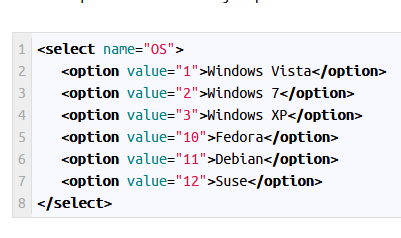 1 <select name="OS">
2    <option value="1">Windows Vista</option>
3    <option value="2">Windows 7</option>
4    <option value="3">Windows XP</option>
5    <option value="10">Fedora</option>
6    <option value="11">Debian</option>
7    <option value="12">Suse</option>
8 </select>